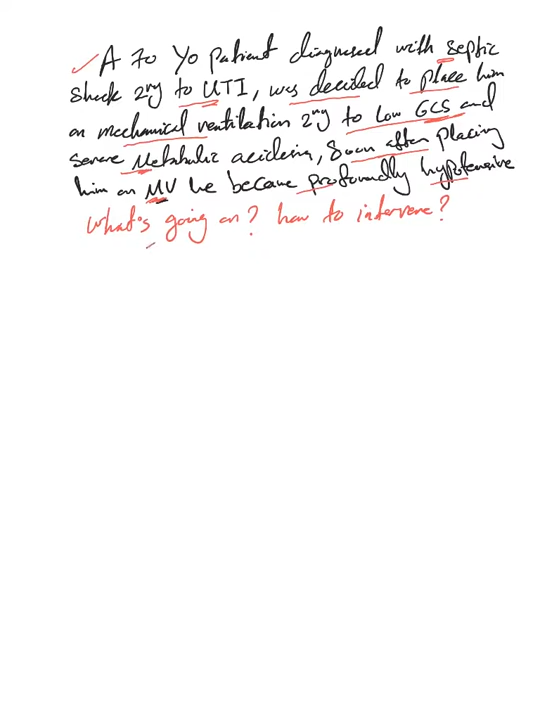 A 70 Yo patient diagnosed with septic
shock 2ry to UTI, was decided to place him
on mechanical ventilation 2ry to low GCS and
severe Metabolic acidosis, Soon after placing
him on MV he became profoundly hypotensive
what's going on? how to intervene?